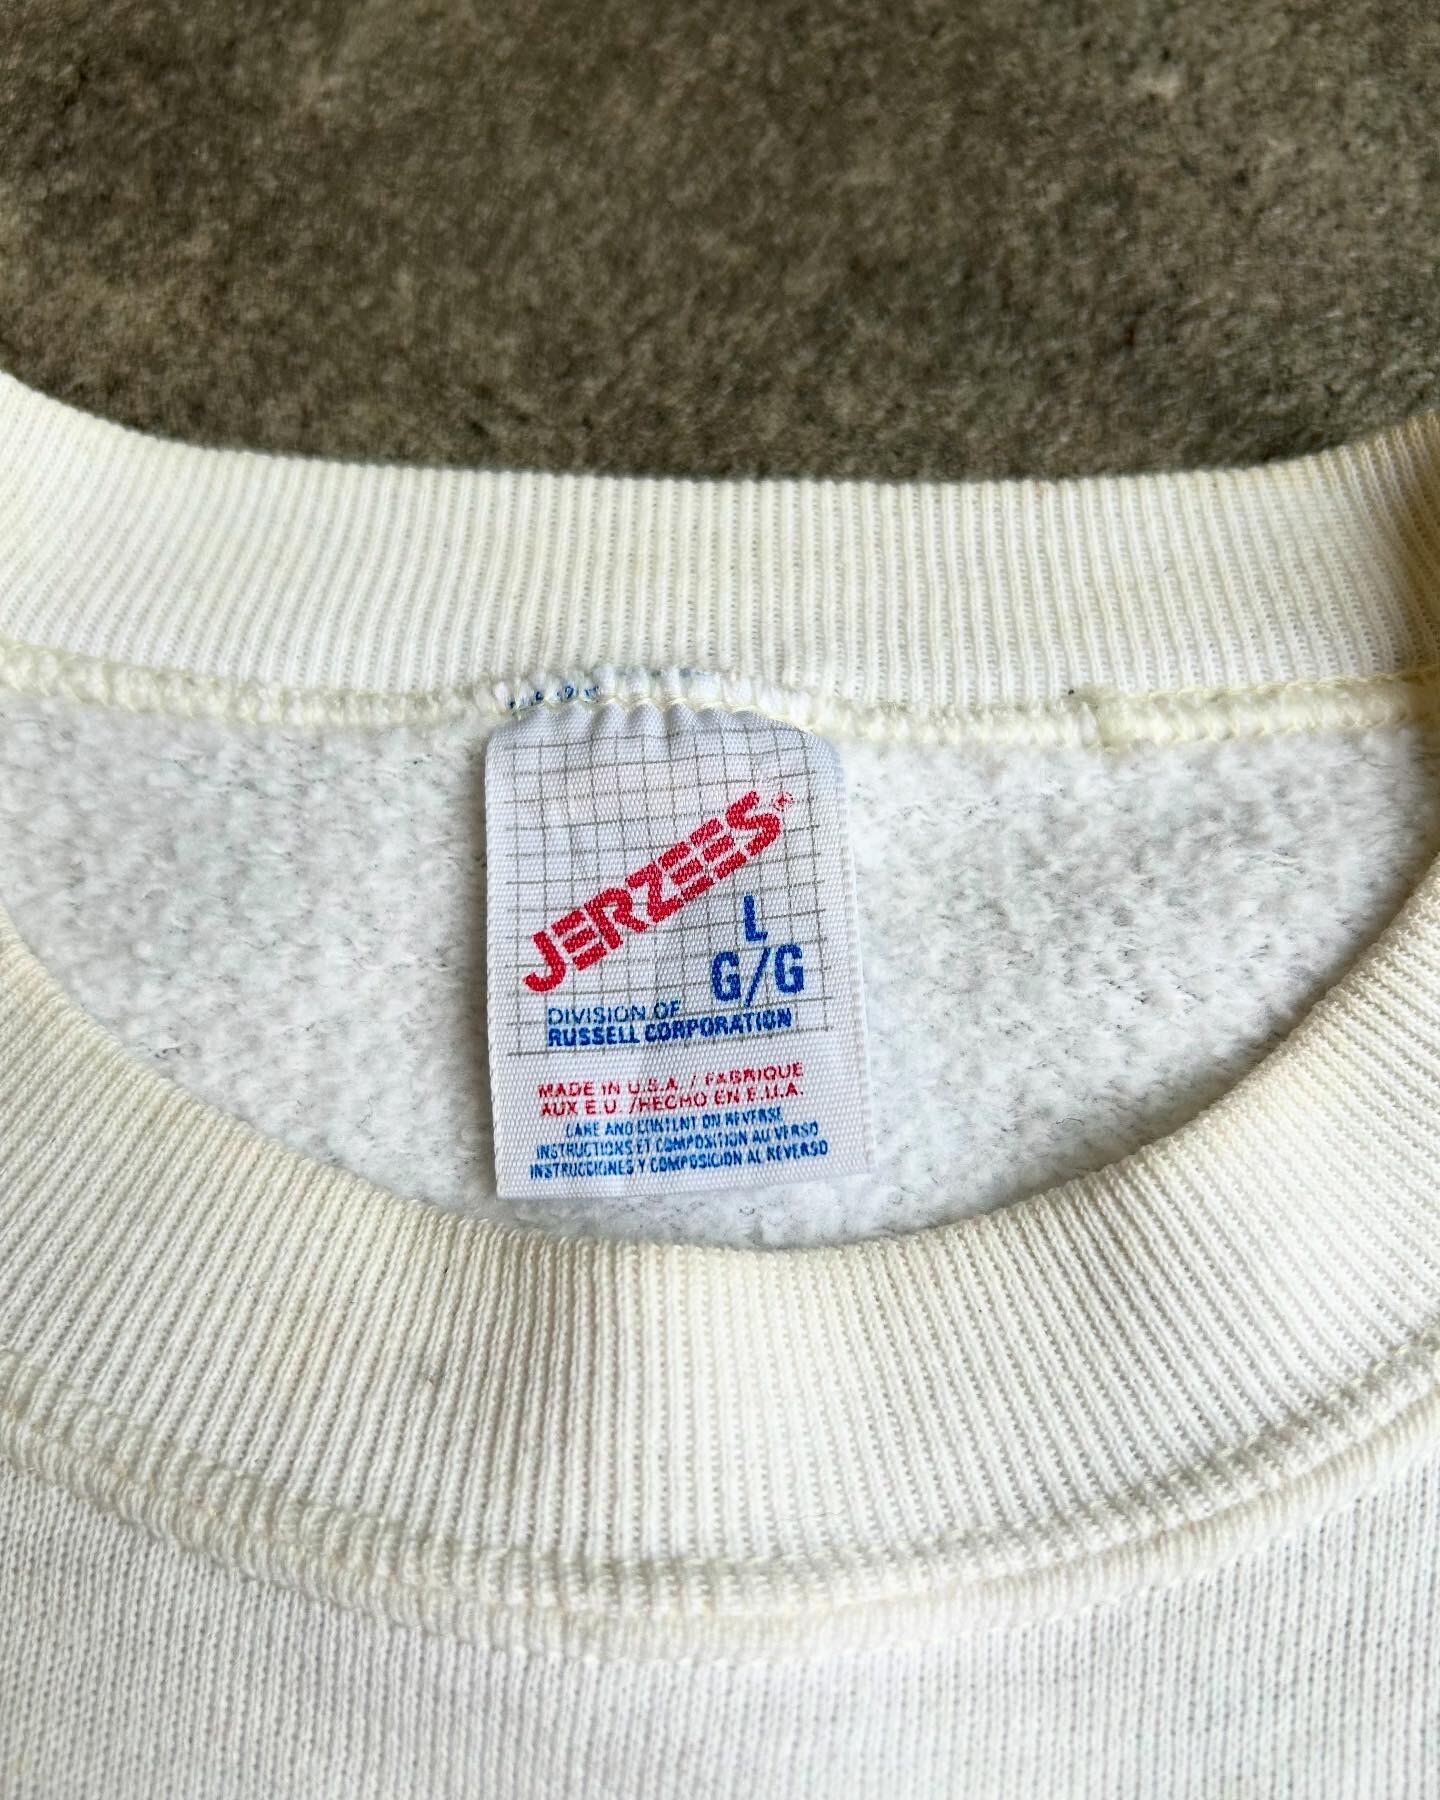 JERZEES®
L
G/G
DIVISION OF
RUSSELL CORPORATION
MADE IN U.S.A. / FABRIQUE
AUX E.U. /HECHO EN E.U.A.
CARE AND CONTENT ON REVERSE
INSTRUCTIONS ET COMPOSITION AU VERSO
INSTRUCCIONES Y COMPOSICION AL REVERSO